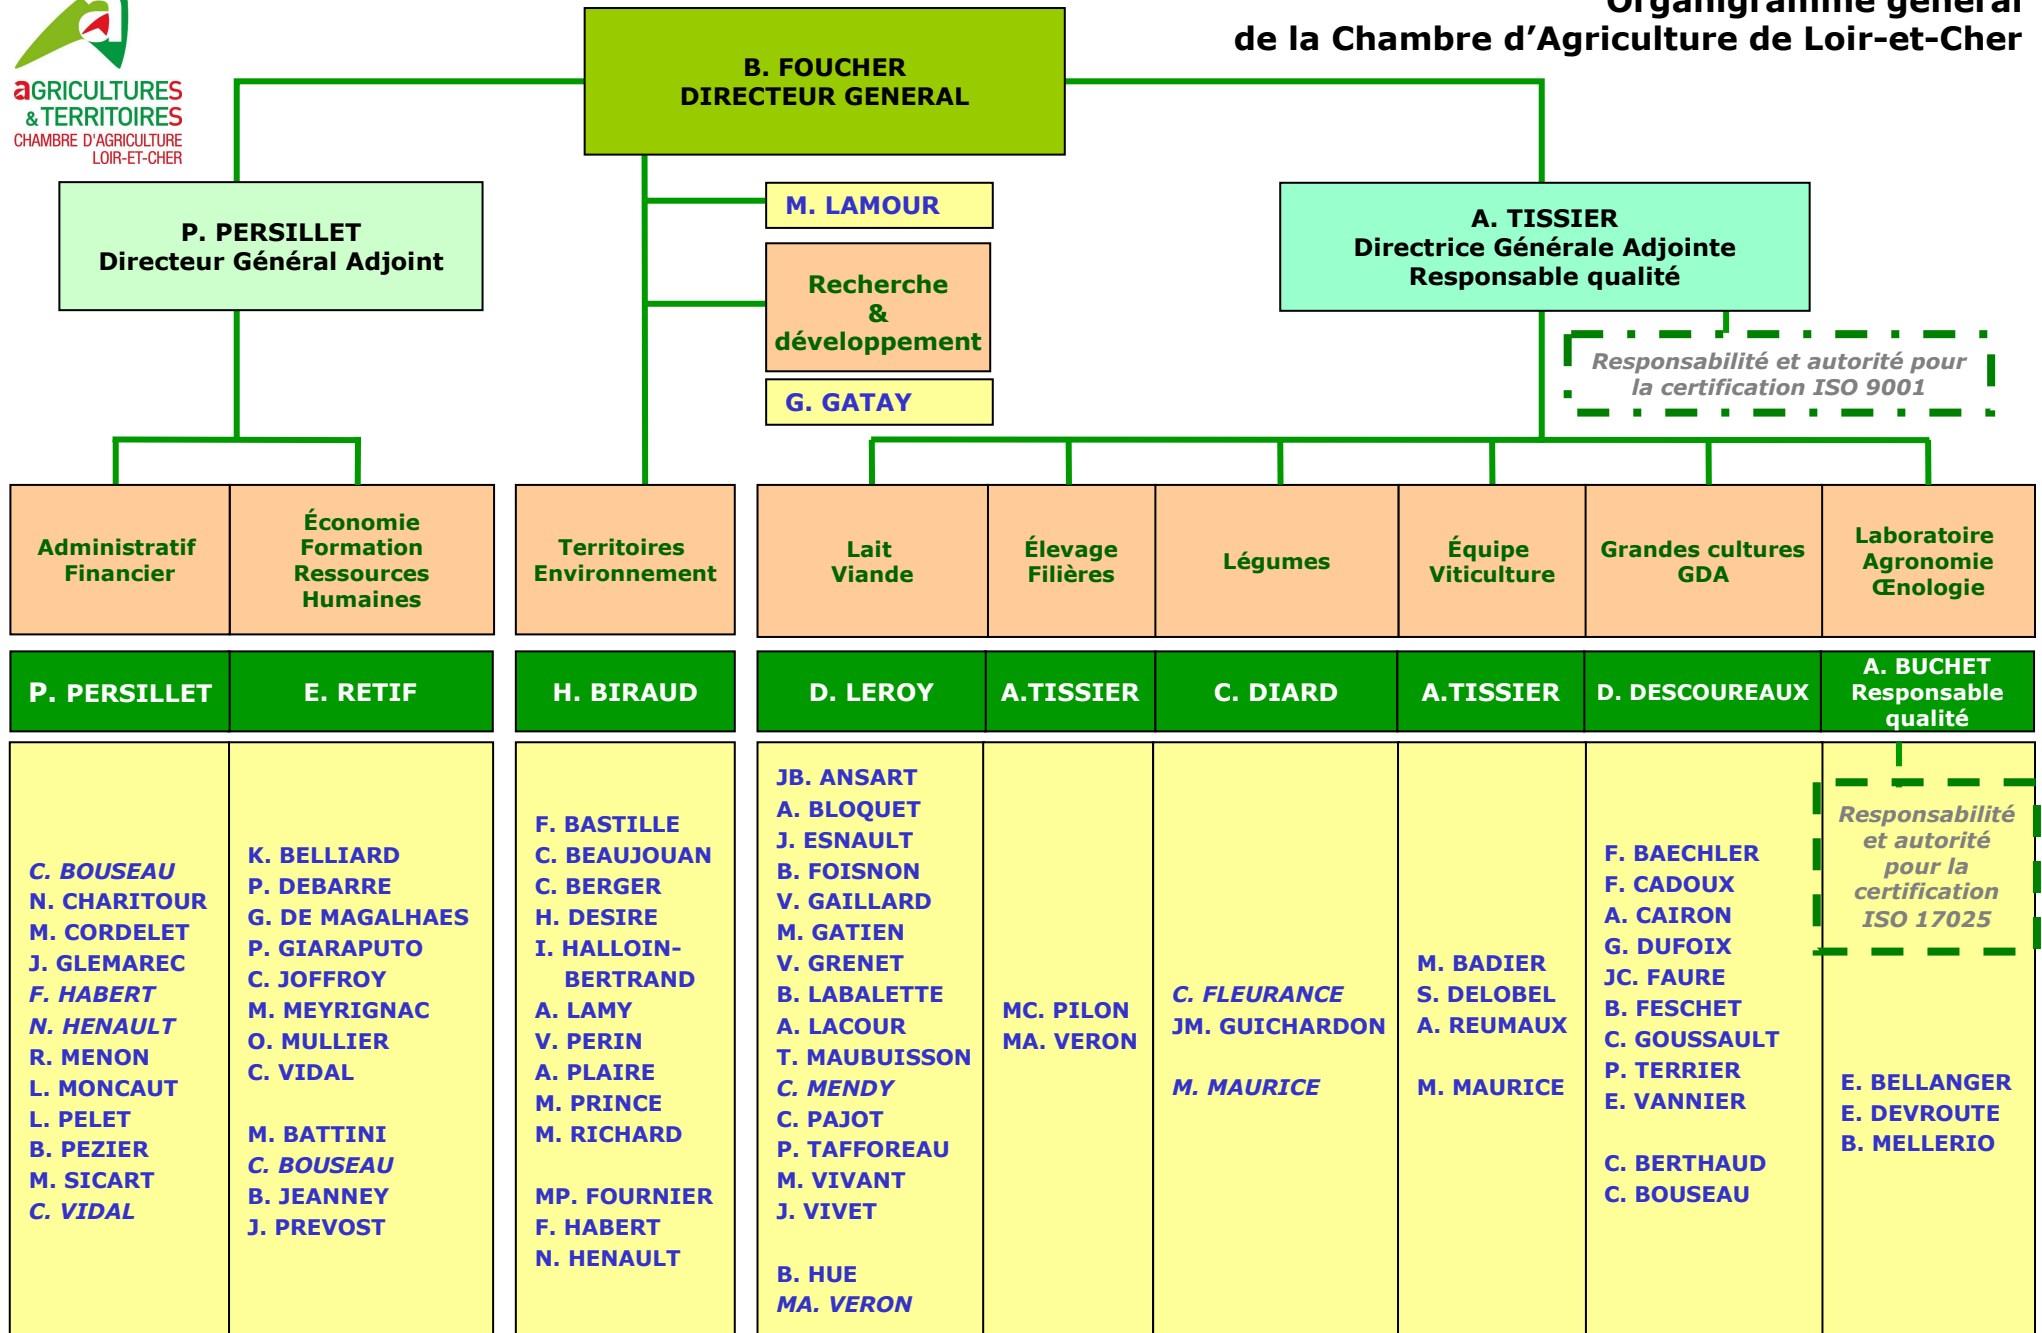 Organigramme général
de la Chambre d’Agriculture de Loir-et-Cher
aGRICULTURES
& TERRITOIRES
CHAMBRE D'AGRICULTURE
LOIR-ET-CHER
B. FOUCHER
DIRECTEUR GENERAL
P. PERSILLET
Directeur Général Adjoint
M. LAMOUR
Recherche
&
développement
G. GATAY
A. TISSIER
Directrice Générale Adjointe
Responsable qualité
Responsabilité et autorité pour
la certification ISO 9001
Administratif
Financier
P. PERSILLET
C. BOUSEAU
N. CHARITOUR
M. CORDELET
J. GLEMAREC
F. HABERT
N. HENAULT
R. MENON
L. MONCAUT
L. PELET
B. PEZIER
M. SICART
C. VIDAL
Économie
Formation
Ressources
Humaines
E. RETIF
K. BELLIARD
P. DEBARRE
G. DE MAGALHAES
P. GIARAPUTO
C. JOFFROY
M. MEYRIGNAC
O. MULLIER
C. VIDAL
M. BATTINI
C. BOUSEAU
B. JEANNEY
J. PREVOST
Territoires
Environnement
H. BIRAUD
F. BASTILLE
C. BEAUJOUAN
C. BERGER
H. DESIRE
I. HALLOIN-
BERTRAND
A. LAMY
V. PERIN
A. PLAIRE
M. PRINCE
M. RICHARD
MP. FOURNIER
F. HABERT
N. HENAULT
Lait
Viande
D. LEROY
JB. ANSART
A. BLOQUET
J. ESNAULT
B. FOISNON
V. GAILLARD
M. GATIEN
V. GRENET
B. LABALETTE
A. LACOUR
T. MAUBUISSON
C. MENDY
C. PAJOT
P. TAFFOREAU
M. VIVANT
J. VIVET
B. HUE
MA. VERON
Élevage
Filières
A.TISSIER
MC. PILON
MA. VERON
Légumes
C. DIARD
C. FLEURANCE
JM. GUICHARDON
M. MAURICE
Équipe
Viticulture
A.TISSIER
M. BADIER
S. DELOBEL
A. REUMAUX
M. MAURICE
Grandes cultures
GDA
D. DESCOUREAUX
F. BAECHLER
F. CADOUX
A. CAIRON
G. DUFOIX
JC. FAURE
B. FESCHET
C. GOUSSAULT
P. TERRIER
E. VANNIER
C. BERTHAUD
C. BOUSEAU
Laboratoire
Agronomie
Œnologie
A. BUCHET
Responsable
qualité
Responsabilité
et autorité
pour la
certification
ISO 17025
E. BELLANGER
E. DEVROUTE
B. MELLERIO